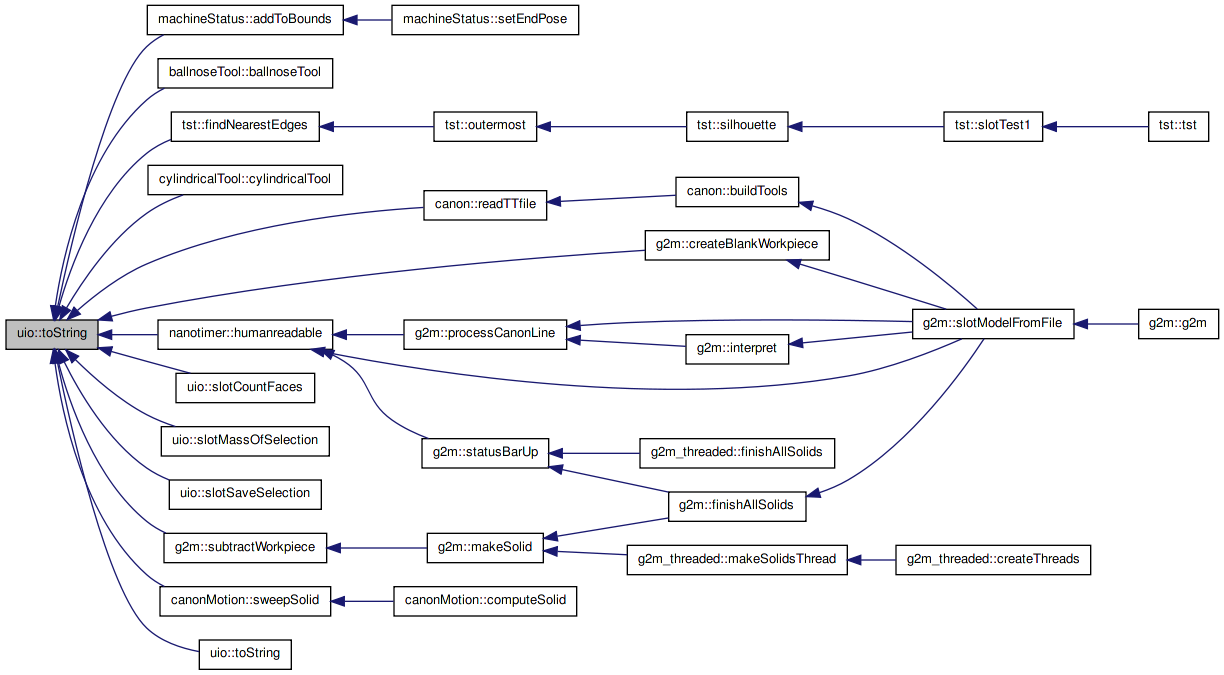 machineStatus::addToBounds
machineStatus::setEndPose
ballnoseTool::ballnoseTool
tst::findNearestEdges
tst::outermost
tst::silhouette
tst::slotTest1
tst::tst
cylindricalTool::cylindricalTool
canon::readTTfile
canon::buildTools
g2m::createBlankWorkpiece
uio::toString
nanotimer::humanreadable
g2m::processCanonLine
g2m::interpret
g2m::slotModelFromFile
g2m::g2m
uio::slotCountFaces
uio::slotMassOfSelection
g2m::statusBarUp
g2m_threaded::finishAllSolids
uio::slotSaveSelection
g2m::finishAllSolids
g2m::subtractWorkpiece
g2m::makeSolid
g2m_threaded::makeSolidsThread
g2m_threaded::createThreads
canonMotion::sweepSolid
canonMotion::computeSolid
uio::toString